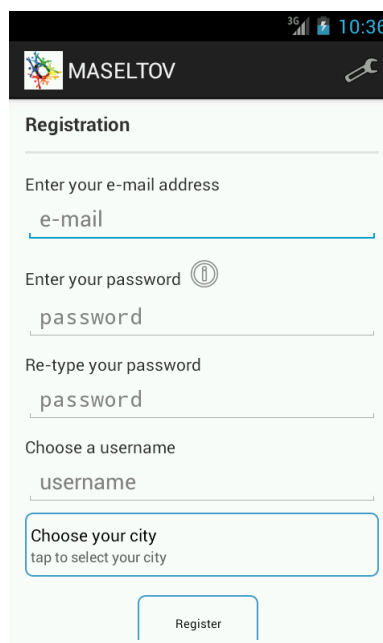 3G 10:36
MASELTOV
Registration
Enter your e-mail address
e-mail
Enter your password
password
Re-type your password
password
Choose a username
username
Choose your city
tap to select your city
Register